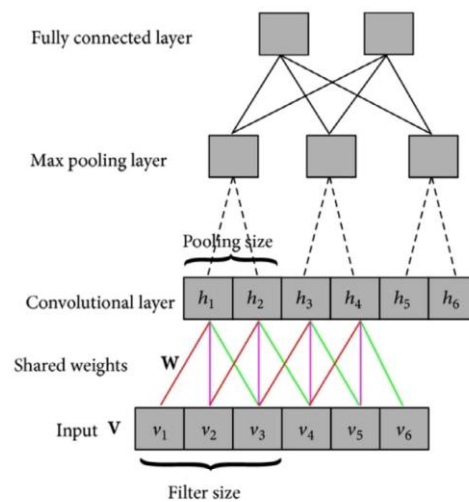 Fully connected layer
Max pooling layer
Pooling size
Convolutional layer h₁ h₂ h₃ h₄ h₅ h₆
Shared weights W
Input V v₁ v₂ v₃ v₄ v₅ v₆
Filter size